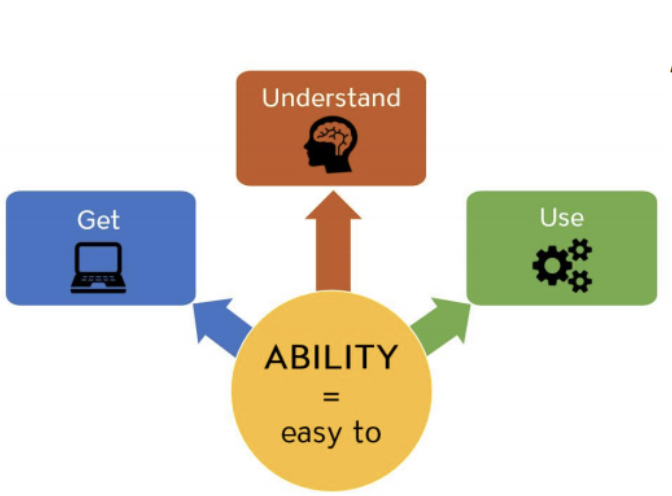 Understand
Get
Use
ABILITY
=
easy to